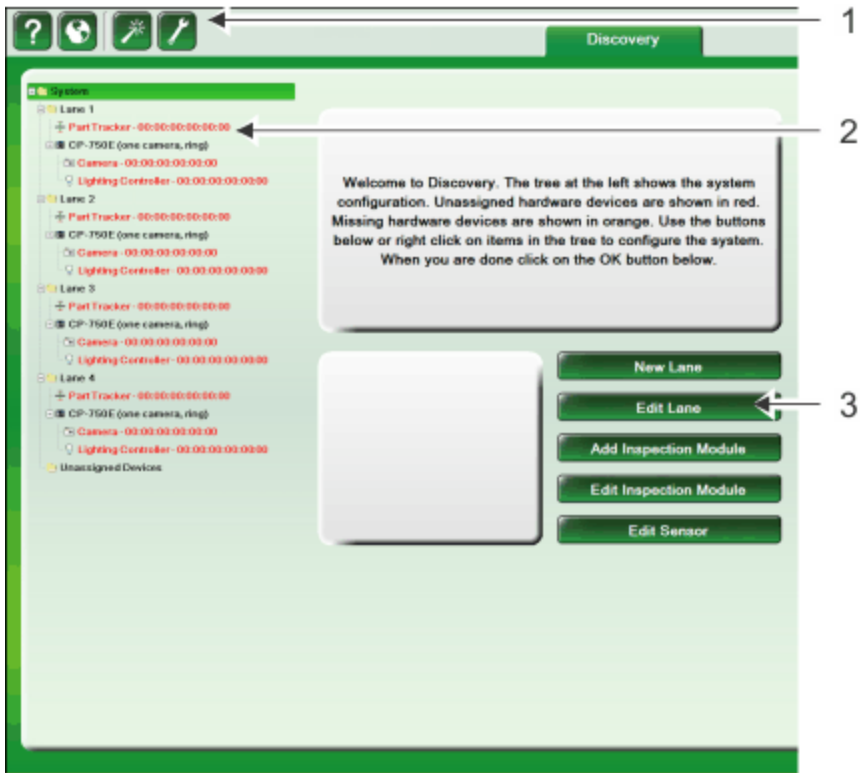 ?
1
Discovery
System
Lane 1
Part Tracker - 00:00:00:00:00:00
2
CP-750E (one camera, ring)
Camera - 00:00:00:00:00:00
Lighting Controller - 00:00:00:00:00:00
Lane 2
Part Tracker - 00:00:00:00:00:00
CP-750E (one camera, ring)
Camera - 00:00:00:00:00:00
Lighting Controller - 00:00:00:00:00:00
Lane 3
Part Tracker - 00:00:00:00:00:00
CP-750E (one camera, ring)
Camera - 00:00:00:00:00:00
Lighting Controller - 00:00:00:00:00:00
Lane 4
Part Tracker - 00:00:00:00:00:00
CP-750E (one camera, ring)
Camera - 00:00:00:00:00:00
Lighting Controller - 00:00:00:00:00:00
Unassigned Devices
Welcome to Discovery. The tree at the left shows the system
configuration. Unassigned hardware devices are shown in red.
Missing hardware devices are shown in orange. Use the buttons
below or right click on items in the tree to configure the system.
When you are done click on the OK button below.
New Lane
Edit Lane
3
Add Inspection Module
Edit Inspection Module
Edit Sensor